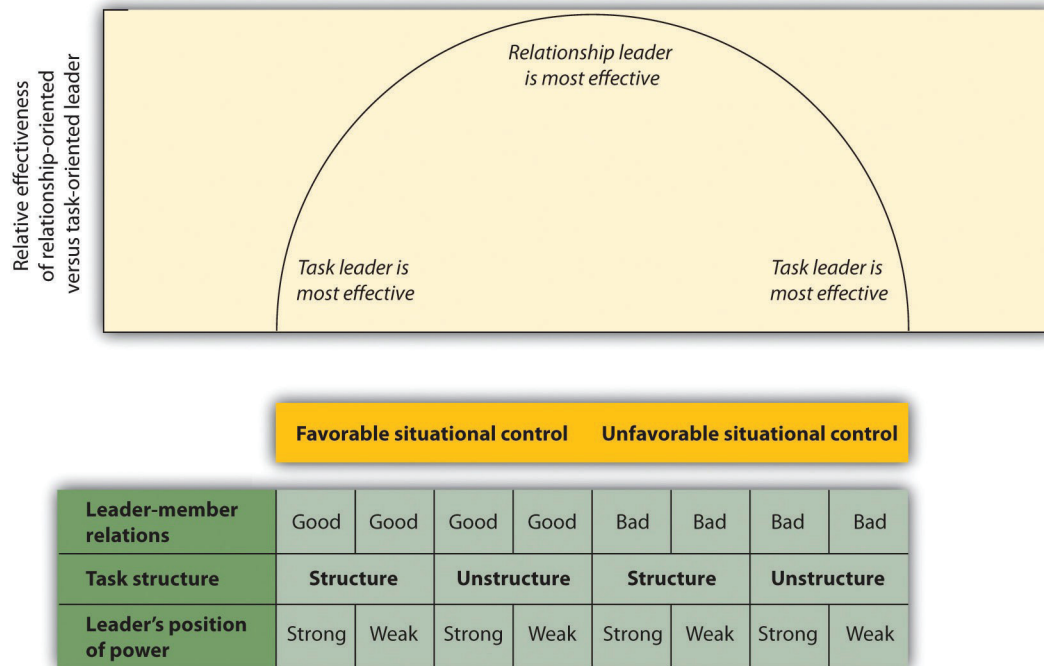 Relative effectiveness
of relationship-oriented
versus task-oriented leader
Relationship leader
is most effective
Task leader is
most effective
Task leader is
most effective
Favorable situational control Unfavorable situational control
Leader-member
relations
Good Good Good Good Bad Bad Bad Bad
Task structure
Structure Unstructure Structure Unstructure
Leader’s position
of power
Strong Weak Strong Weak Strong Weak Strong Weak